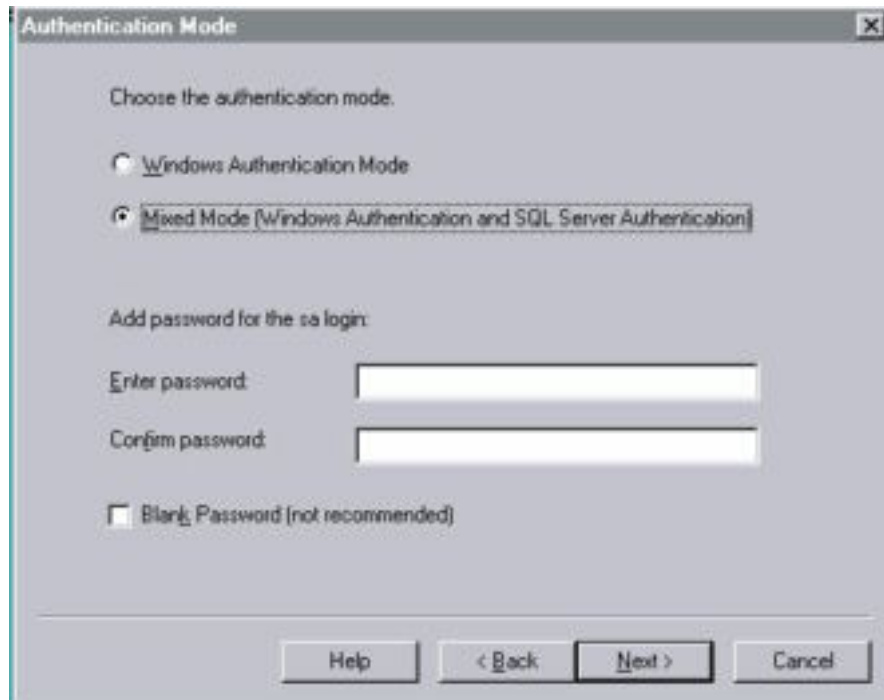 Authentication Mode
Choose the authentication mode.
Windows Authentication Mode
Mixed Mode (Windows Authentication and SQL Server Authentication)
Add password for the sa login:
Enter password:
Confirm password:
Blank Password (not recommended)
Help
< Back
Next >
Cancel